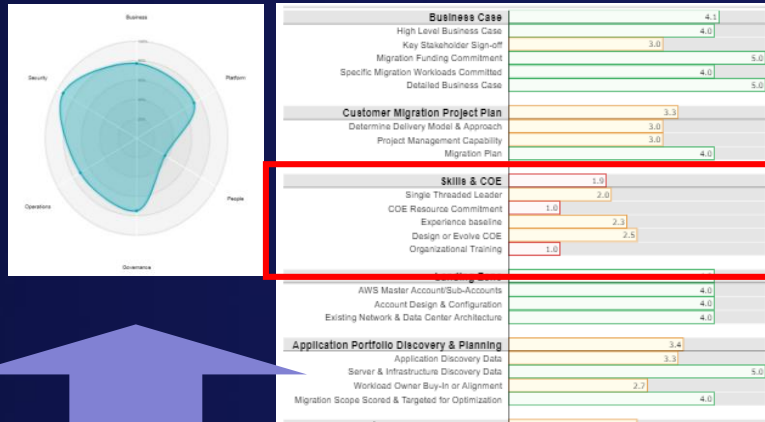 Business
Platform
People
Governance
Operations
Security
Business Case 4.1
High Level Business Case 4.0
Key Stakeholder Sign-off 3.0
Migration Funding Commitment 5.0
Specific Migration Workloads Committed 4.0
Detailed Business Case 5.0
Customer Migration Project Plan 3.3
Determine Delivery Model & Approach 3.0
Project Management Capability 3.0
Migration Plan 4.0
Skills & COE 1.9
Single Threaded Leader 2.0
COE Resource Commitment 1.0
Experience baseline 2.3
Design or Evolve COE 2.5
Organizational Training 1.0
AWS Master Account/Sub-Accounts 4.0
Account Design & Configuration 4.0
Existing Network & Data Center Architecture 4.0
Application Portfolio Discovery & Planning 3.4
Application Discovery Data 3.3
Server & Infrastructure Discovery Data 5.0
Workload Owner Buy-In or Alignment 2.7
Migration Scope Scored & Targeted for Optimization 4.0